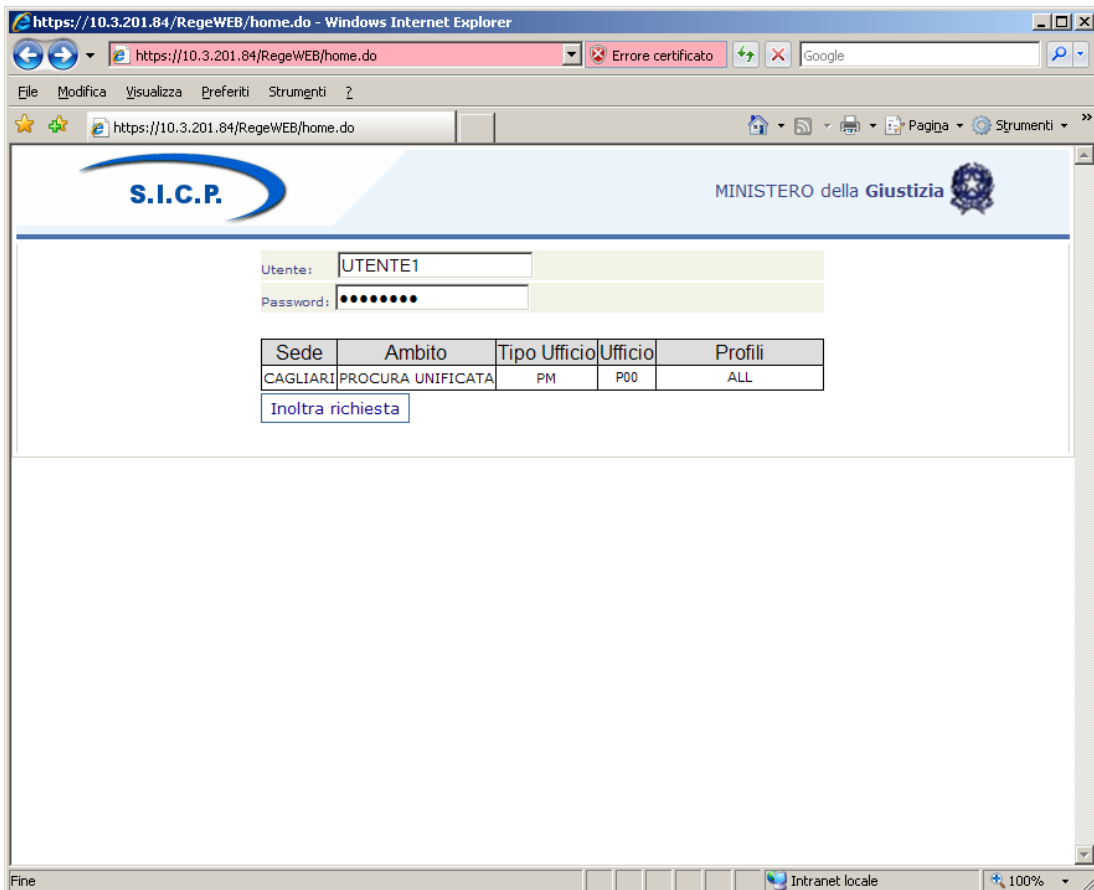 https://10.3.201.84/RegeWEB/home.do - Windows Internet Explorer
https://10.3.201.84/RegeWEB/home.do Errore certificato Google
File Modifica Visualizza Preferiti Strumenti ?
https://10.3.201.84/RegeWEB/home.do Pagina Strumenti »
S.I.C.P. MINISTERO della Giustizia
Utente: UTENTE1
Password: ●●●●●●●●
Sede Ambito Tipo Ufficio Ufficio Profili
CAGLIARI PROCURA UNIFICATA PM P00 ALL
Inoltra richiesta
Fine Intranet locale 100%